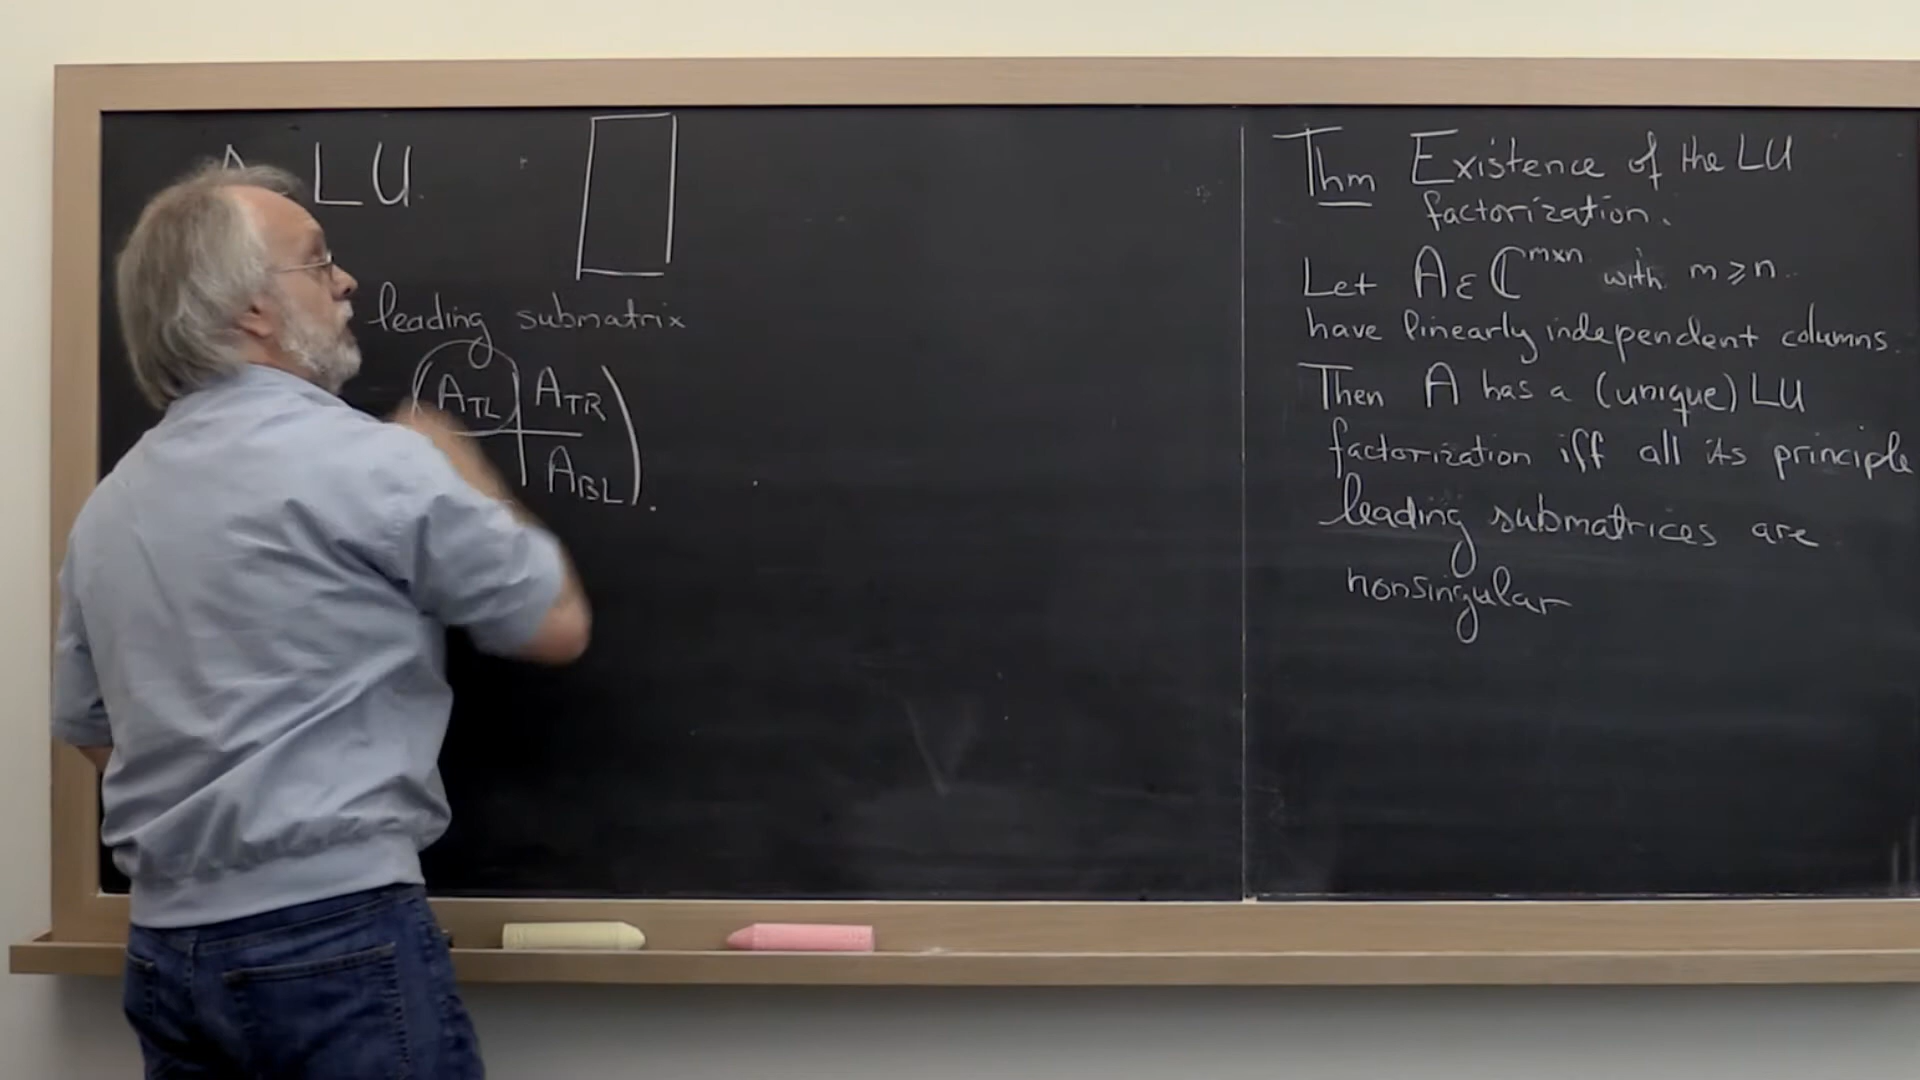 LU
leading submatrix
A_TL A_TR
A_BL
Thm Existence of the LU
factorization.
Let A ∈ ℂ^{m×n} with m ⩾ n
have linearly independent columns.
Then A has a (unique) LU
factorization iff all its principle
leading submatrices are
nonsingular